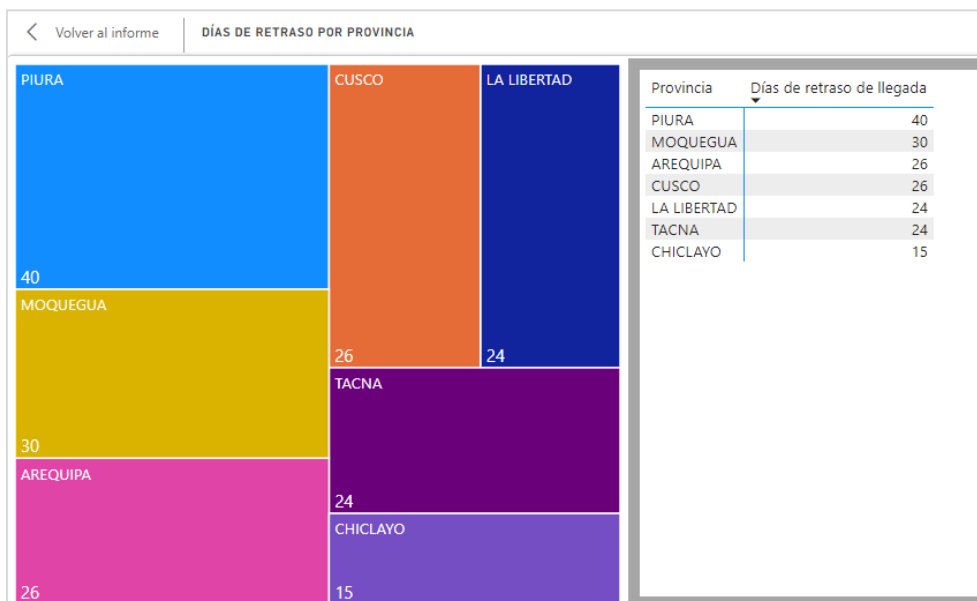 Volver al informe
DÍAS DE RETRASO POR PROVINCIA
PIURA
40
MOQUEGUA
30
AREQUIPA
26
CUSCO
26
LA LIBERTAD
24
TACNA
24
CHICLAYO
15
Provincia Días de retraso de llegada
PIURA 40
MOQUEGUA 30
AREQUIPA 26
CUSCO 26
LA LIBERTAD 24
TACNA 24
CHICLAYO 15